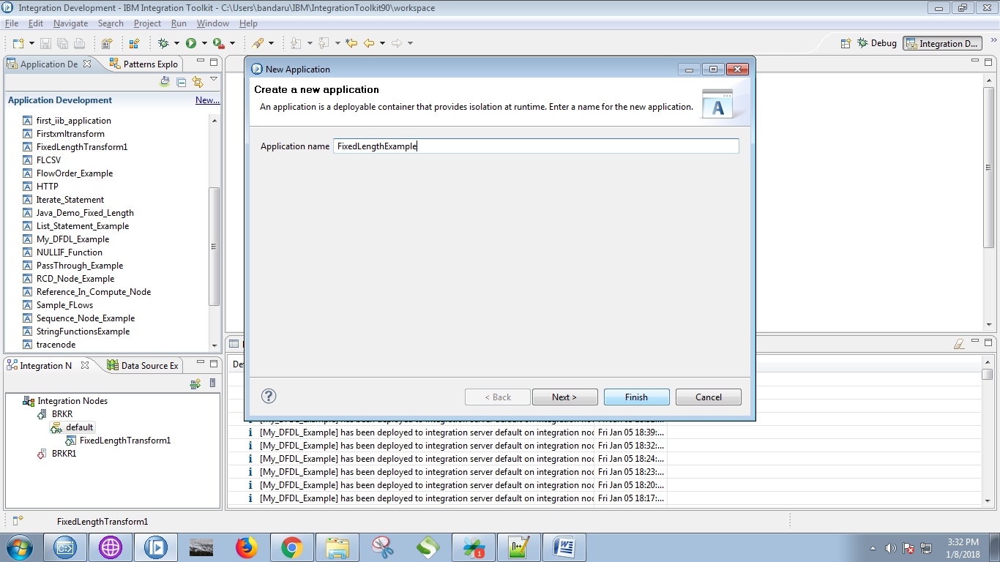 Integration Development - IBM Integration Toolkit - C:\Users\bandaru\IBM\IntegrationToolkit90\workspace
File Edit Navigate Search Project Run Window Help
Debug Integration D...
Application De Patterns Explo
Application Development New...
first_iib_application
Firstxmltransform
FixedLengthTransform1
FLCSV
FlowOrder_Example
HTTP
Iterate_Statement
Java_Demo_Fixed_Length
List_Statement_Example
My_DFDL_Example
NULLIF_Function
PassThrough_Example
RCD_Node_Example
Reference_In_Compute_Node
Sample_FLows
Sequence_Node_Example
StringFunctionsExample
tracenode
Integration N Data Source Ex
Integration Nodes
BRKR
default
FixedLengthTransform1
BRKR1
New Application
Create a new application
An application is a deployable container that provides isolation at runtime. Enter a name for the new application.
A
Application name FixedLengthExample
? < Back Next > Finish Cancel
[My_DFDL_Example] has been deployed to integration server default on integration noc Fri Jan 05 18:39:...
[My_DFDL_Example] has been deployed to integration server default on integration noc Fri Jan 05 18:32:...
[My_DFDL_Example] has been deployed to integration server default on integration noc Fri Jan 05 18:24:...
[My_DFDL_Example] has been deployed to integration server default on integration noc Fri Jan 05 18:23:...
[My_DFDL_Example] has been deployed to integration server default on integration noc Fri Jan 05 18:20:...
[My_DFDL_Example] has been deployed to integration server default on integration noc Fri Jan 05 18:17:...
FixedLengthTransform1
3:32 PM
1/8/2018